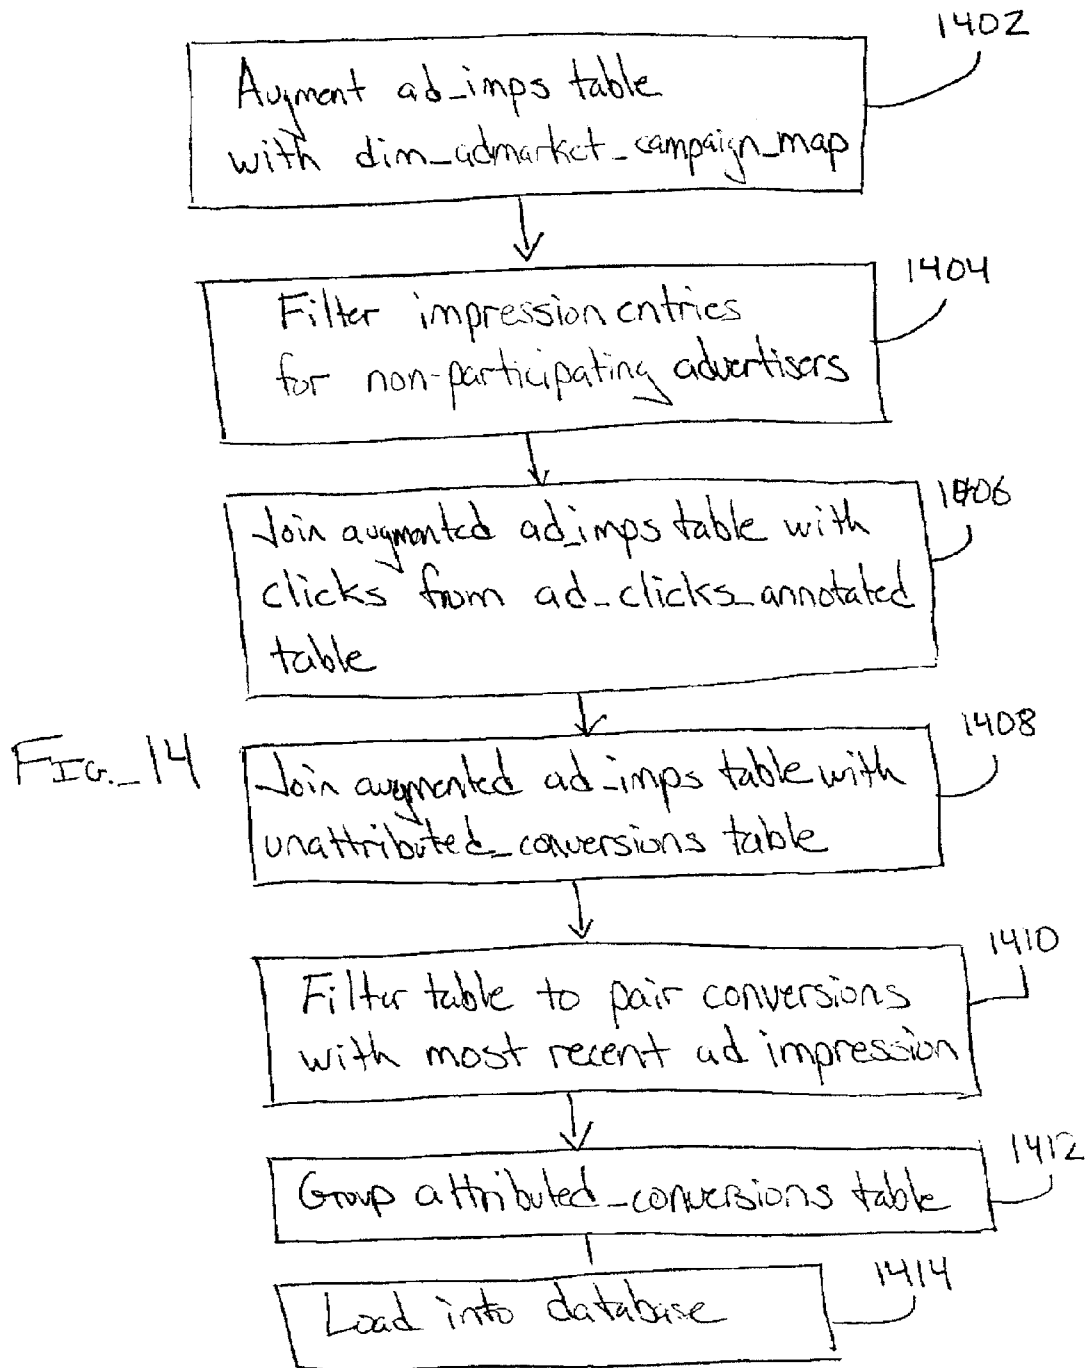 1402
Augment ad_imps table
with dim_admarket_campaign_map
1404
Filter impression entries
for non-participating advertisers
1406
Join augmented ad_imps table with
clicks from ad_clicks_annotated
table
1408
FIG._14
Join augmented ad_imps table with
unattributed_conversions table
1410
Filter table to pair conversions
with most recent ad impression
1412
Group attributed_conversions table
1414
Load into database